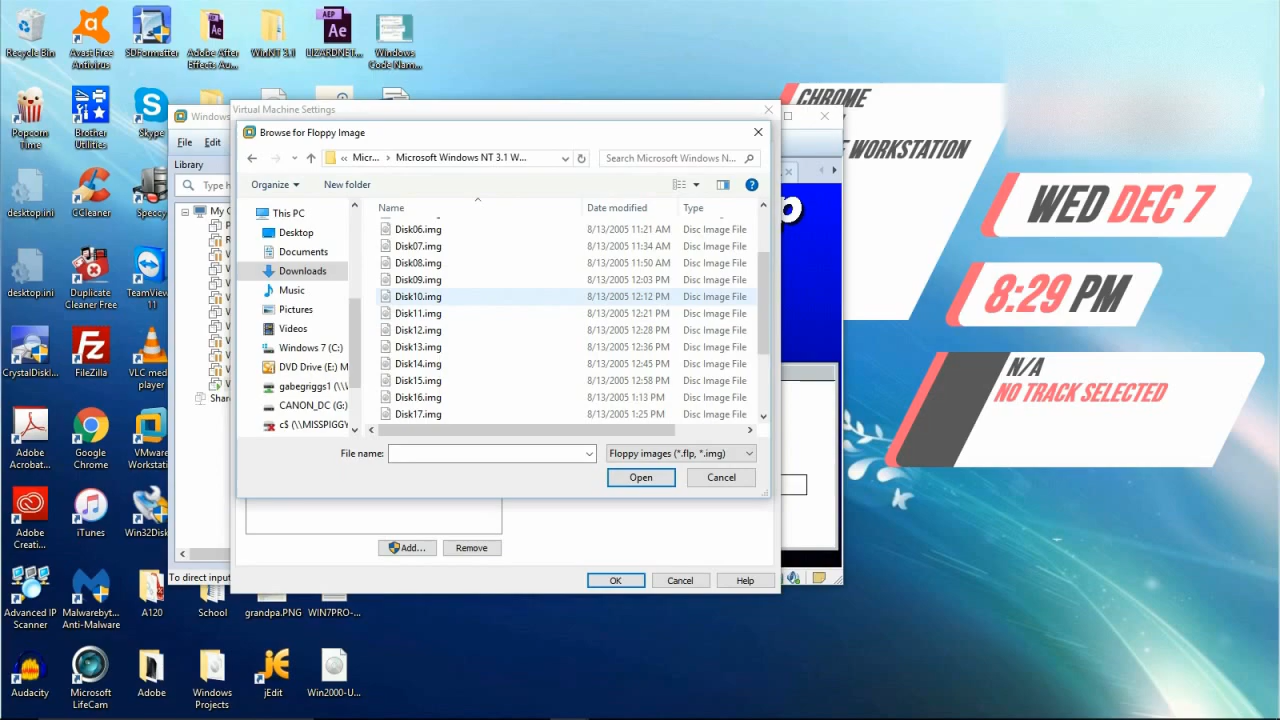 Recycle Bin
Avast Free
Antivirus
SDFormatter
Adobe After
Effects Au...
WinNT 3.1
LIZARDNET...
Windows
Code Nam...
Popcorn
Time
Brother
Utilities
Skype
desktop.ini
CCleaner
Speccy
desktop.ini
Duplicate
Cleaner Free
TeamView
11
CrystalDiskI...
FileZilla
VLC med
player
Adobe
Acrobat...
Google
Chrome
VMware
Workstati
Adobe
Creati...
iTunes
Win32Disk
Advanced IP
Scanner
Malwarebyt...
Anti-Malware
A120
School
grandpa.PNG
WIN7PRO-...
Audacity
Microsoft
LifeCam
Adobe
Windows
Projects
jEdit
Win2000-U...
Windows
File Edit
Library
Type h
My C
Shar
To direct input
Virtual Machine Settings
Browse for Floppy Image
« Micr... › Microsoft Windows NT 3.1 W...
Search Microsoft Windows N...
Organize
New folder
This PC
Desktop
Documents
Downloads
Music
Pictures
Videos
Windows 7 (C:)
DVD Drive (E:) M
gabegriggs1 (\\
CANON_DC (G:)
c$ (\\MISSPIGGY
Name Date modified Type
Disk06.img 8/13/2005 11:21 AM Disc Image File
Disk07.img 8/13/2005 11:34 AM Disc Image File
Disk08.img 8/13/2005 11:50 AM Disc Image File
Disk09.img 8/13/2005 12:03 PM Disc Image File
Disk10.img 8/13/2005 12:12 PM Disc Image File
Disk11.img 8/13/2005 12:21 PM Disc Image File
Disk12.img 8/13/2005 12:28 PM Disc Image File
Disk13.img 8/13/2005 12:36 PM Disc Image File
Disk14.img 8/13/2005 12:45 PM Disc Image File
Disk15.img 8/13/2005 12:58 PM Disc Image File
Disk16.img 8/13/2005 1:13 PM Disc Image File
Disk17.img 8/13/2005 1:25 PM Disc Image File
File name:
Floppy images (*.flp, *.img)
Open
Cancel
Add...
Remove
OK
Cancel
Help
CHROME
WORKSTATION
WED DEC 7
8:29 PM
N/A
NO TRACK SELECTED